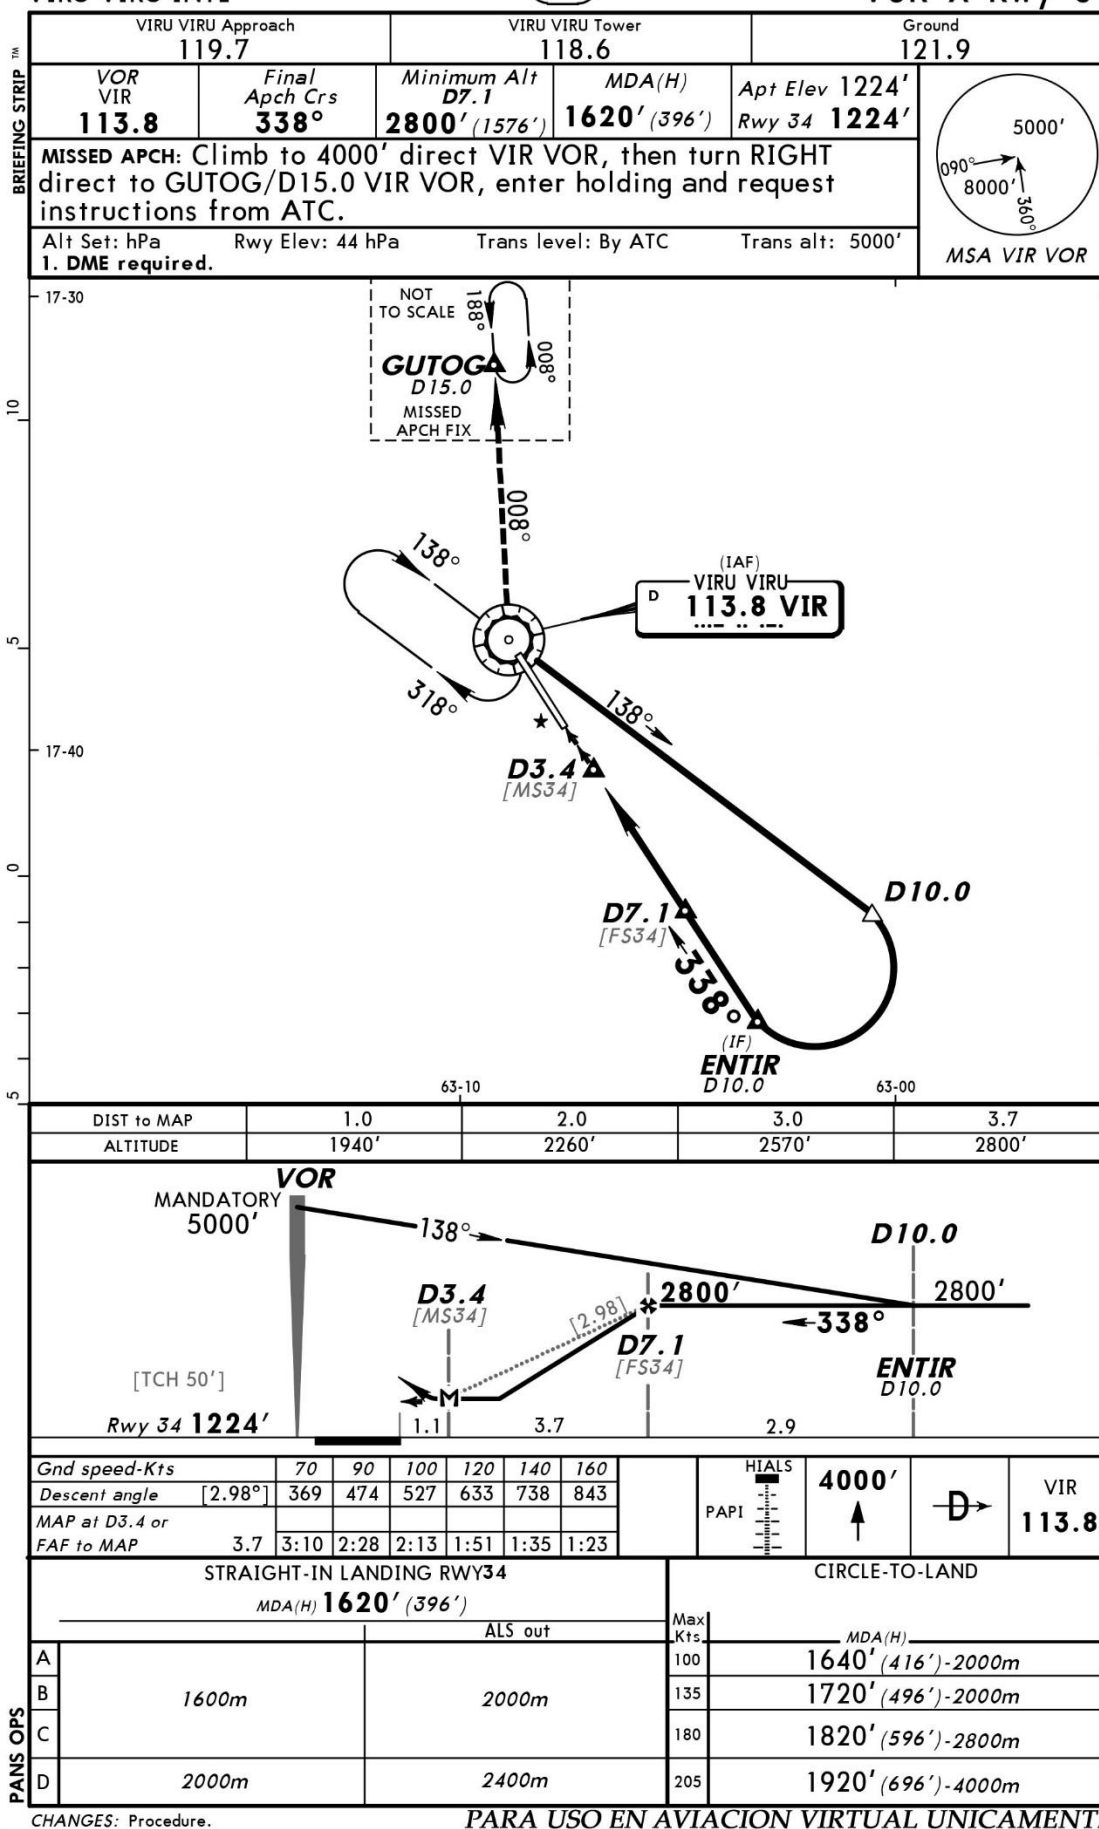 VIRU VIRU INTL
VOR A Rwy 3
BRIEFING STRIP ™
VIRU VIRU Approach
119.7
VIRU VIRU Tower
118.6
Ground
121.9
VOR
VIR
113.8
Final
Apch Crs
338°
Minimum Alt
D7.1
2800' (1576')
MDA(H)
1620' (396')
Apt Elev 1224'
Rwy 34 1224'
5000'
090°
8000'
360°
MSA VIR VOR
MISSED APCH: Climb to 4000' direct VIR VOR, then turn RIGHT
direct to GUTOG/D15.0 VIR VOR, enter holding and request
instructions from ATC.
Alt Set: hPa Rwy Elev: 44 hPa Trans level: By ATC Trans alt: 5000'
1. DME required.
17-30
NOT
TO SCALE
188°
008°
GUTOG
D15.0
MISSED
APCH FIX
10
008°
138°
(IAF)
VIRU VIRU
D 113.8 VIR
5
318°
138°
17-40
D3.4
[MS34]
0
D10.0
D7.1
[FS34]
338°
(IF)
ENTIR
D10.0
5
63-10
63-00
DIST to MAP 1.0 2.0 3.0 3.7
ALTITUDE 1940' 2260' 2570' 2800'
VOR
MANDATORY
5000'
138°
D10.0
D3.4
[MS34]
[2.98]
2800'
2800'
338°
D7.1
[FS34]
ENTIR
D10.0
[TCH 50']
M
Rwy 34 1224'
1.1 3.7 2.9
Gnd speed-Kts 70 90 100 120 140 160
Descent angle [2.98°] 369 474 527 633 738 843
MAP at D3.4 or
FAF to MAP 3.7 3:10 2:28 2:13 1:51 1:35 1:23
HIALS
PAPI
4000'
D
VIR
113.8
STRAIGHT-IN LANDING RWY34
MDA(H) 1620' (396')
ALS out
CIRCLE-TO-LAND
Max
Kts
MDA(H)
A
B
C
D
1600m
2000m
2000m
2400m
100 1640' (416')-2000m
135 1720' (496')-2000m
180 1820' (596')-2800m
205 1920' (696')-4000m
PANS OPS
CHANGES: Procedure.
PARA USO EN AVIACION VIRTUAL UNICAMENT